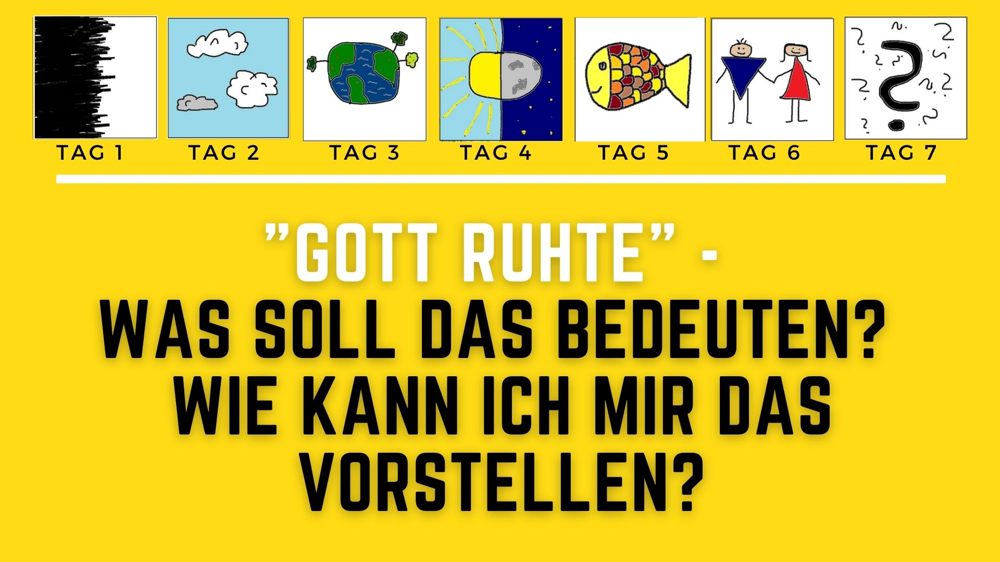 TAG 1
TAG 2
TAG 3
TAG 4
TAG 5
TAG 6
TAG 7
”GOTT RUHTE” -
WAS SOLL DAS BEDEUTEN?
WIE KANN ICH MIR DAS
VORSTELLEN?